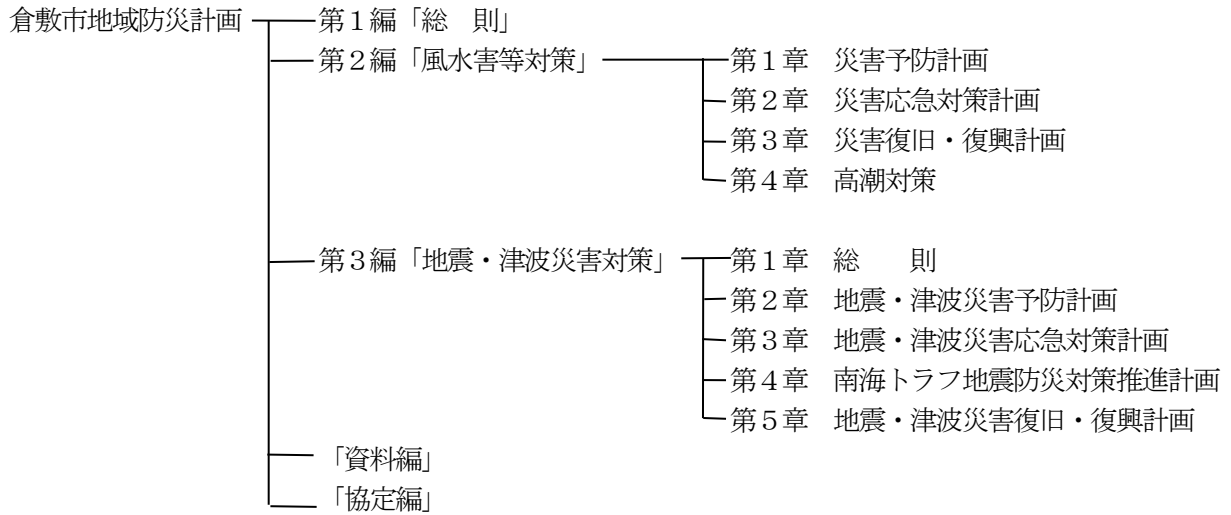 倉敷市地域防災計画 第1編「総　則」
第2編「風水害等対策」 第1章　災害予防計画
第2章　災害応急対策計画
第3章　災害復旧・復興計画
第4章　高潮対策
第3編「地震・津波災害対策」 第1章　総　　則
第2章　地震・津波災害予防計画
第3章　地震・津波災害応急対策計画
第4章　南海トラフ地震防災対策推進計画
第5章　地震・津波災害復旧・復興計画
「資料編」
「協定編」